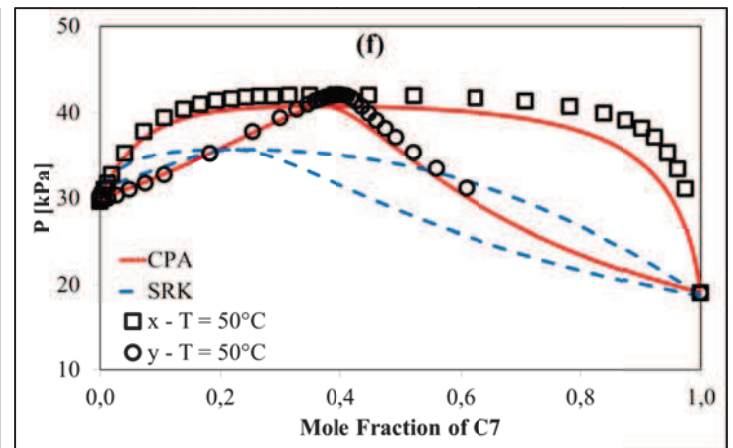 50
(f)
40
30
20
10
P [kPa]
CPA
SRK
x - T = 50°C
y - T = 50°C
0,0 0,2 0,4 0,6 0,8 1,0
Mole Fraction of C7